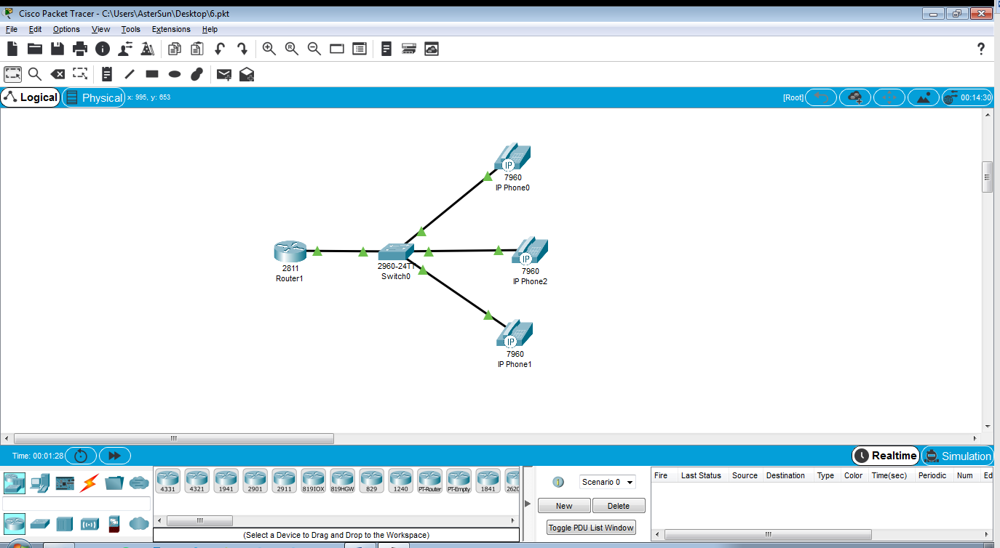 Cisco Packet Tracer - C:\Users\AsterSun\Desktop\6.pkt
File Edit Options View Tools Extensions Help
Logical Physical x: 995, y: 653 [Root] 00:14:30
IP
7960
IP Phone0
2811
Router1
2960-24TT
Switch0
IP
7960
IP Phone2
IP
7960
IP Phone1
Time: 00:01:28 Realtime Simulation
4331 4321 1941 2901 2911 819IOX 819HGW 829 1240 PT-Router PT-Empty 1841 2620
Scenario 0
New Delete
Toggle PDU List Window
Fire Last Status Source Destination Type Color Time(sec) Periodic Num Ed
(Select a Device to Drag and Drop to the Workspace)